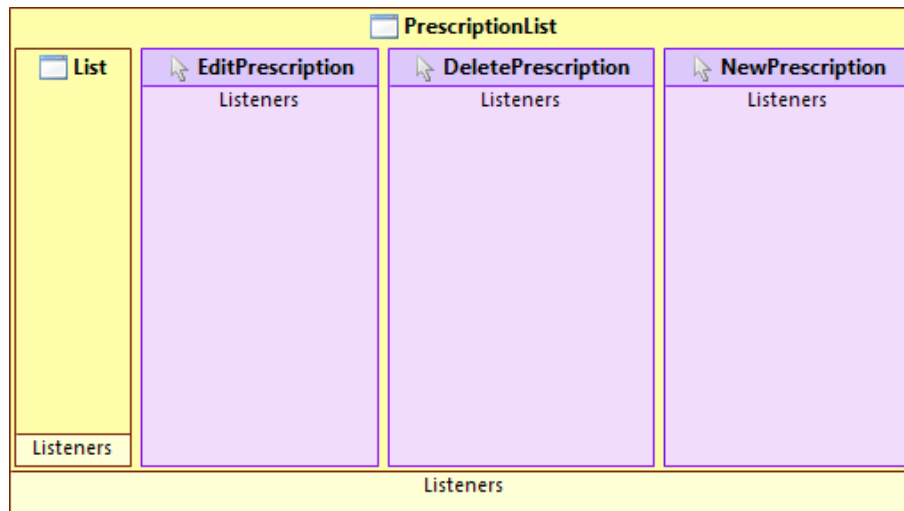 PrescriptionList
List
EditPrescription
DeletePrescription
NewPrescription
Listeners
Listeners
Listeners
Listeners
Listeners